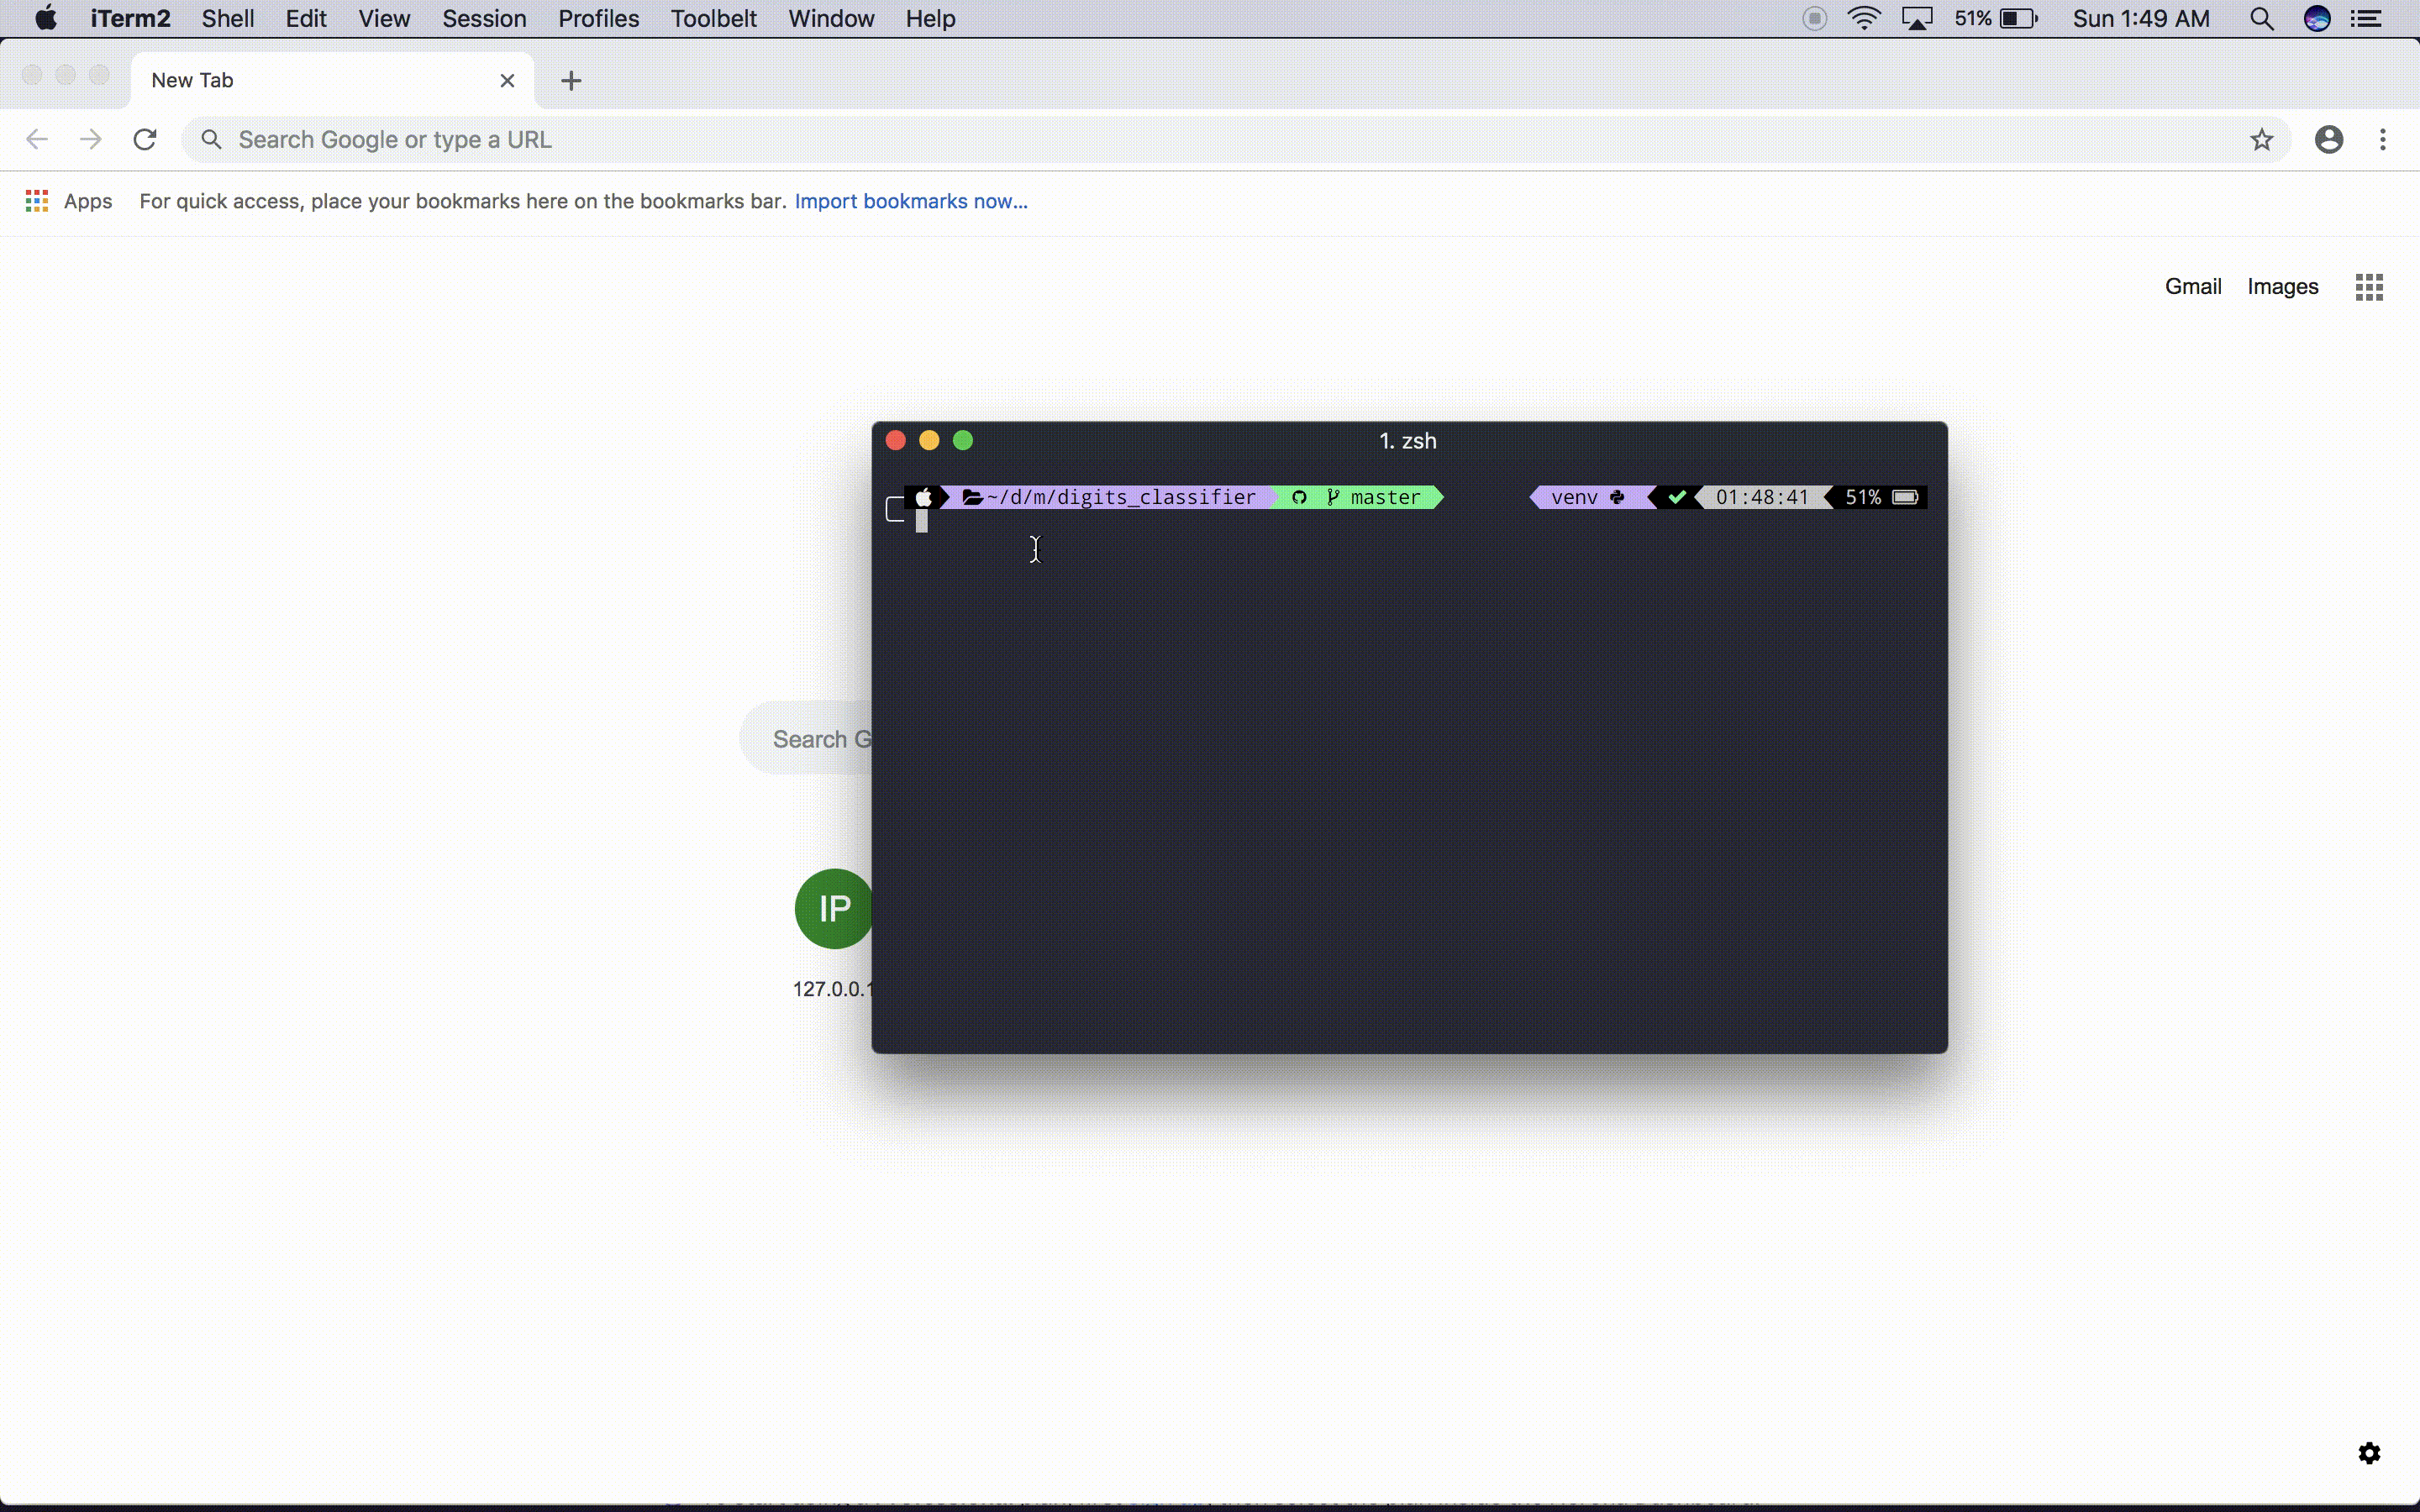 iTerm2 Shell Edit View Session Profiles Toolbelt Window Help 51% Sun 1:49 AM
New Tab
Search Google or type a URL
Apps For quick access, place your bookmarks here on the bookmarks bar. Import bookmarks now...
Gmail Images
1. zsh
~/d/m/digits_classifier master venv 01:48:41 51%
Search G
IP
127.0.0.1